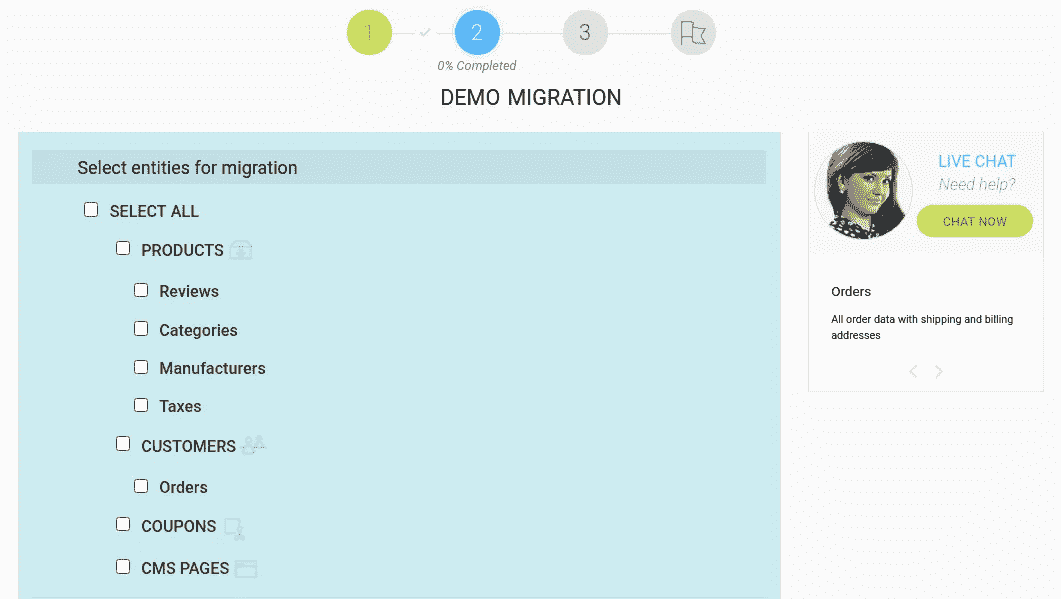 1
2
3
0% Completed
DEMO MIGRATION
Select entities for migration
SELECT ALL
PRODUCTS
Reviews
Categories
Manufacturers
Taxes
CUSTOMERS
Orders
COUPONS
CMS PAGES
LIVE CHAT
Need help?
CHAT NOW
Orders
All order data with shipping and billing
addresses